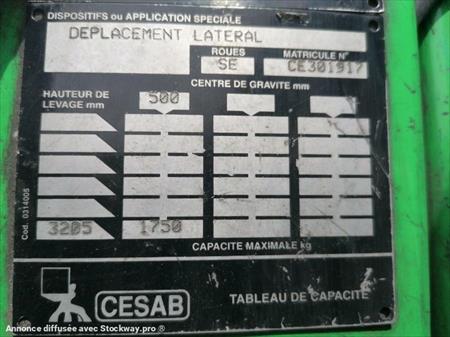 DISPOSITIFS ou APPLICATION SPECIALE
DEPLACEMENT LATERAL
ROUES MATRICULE N°
SE CE301917
CENTRE DE GRAVITE mm
HAUTEUR DE LEVAGE mm
500
3205 1750
CAPACITE MAXIMALE kg
Cod. 0314005
CESAB TABLEAU DE CAPACITE
Annonce diffusée avec Stockway.pro ®